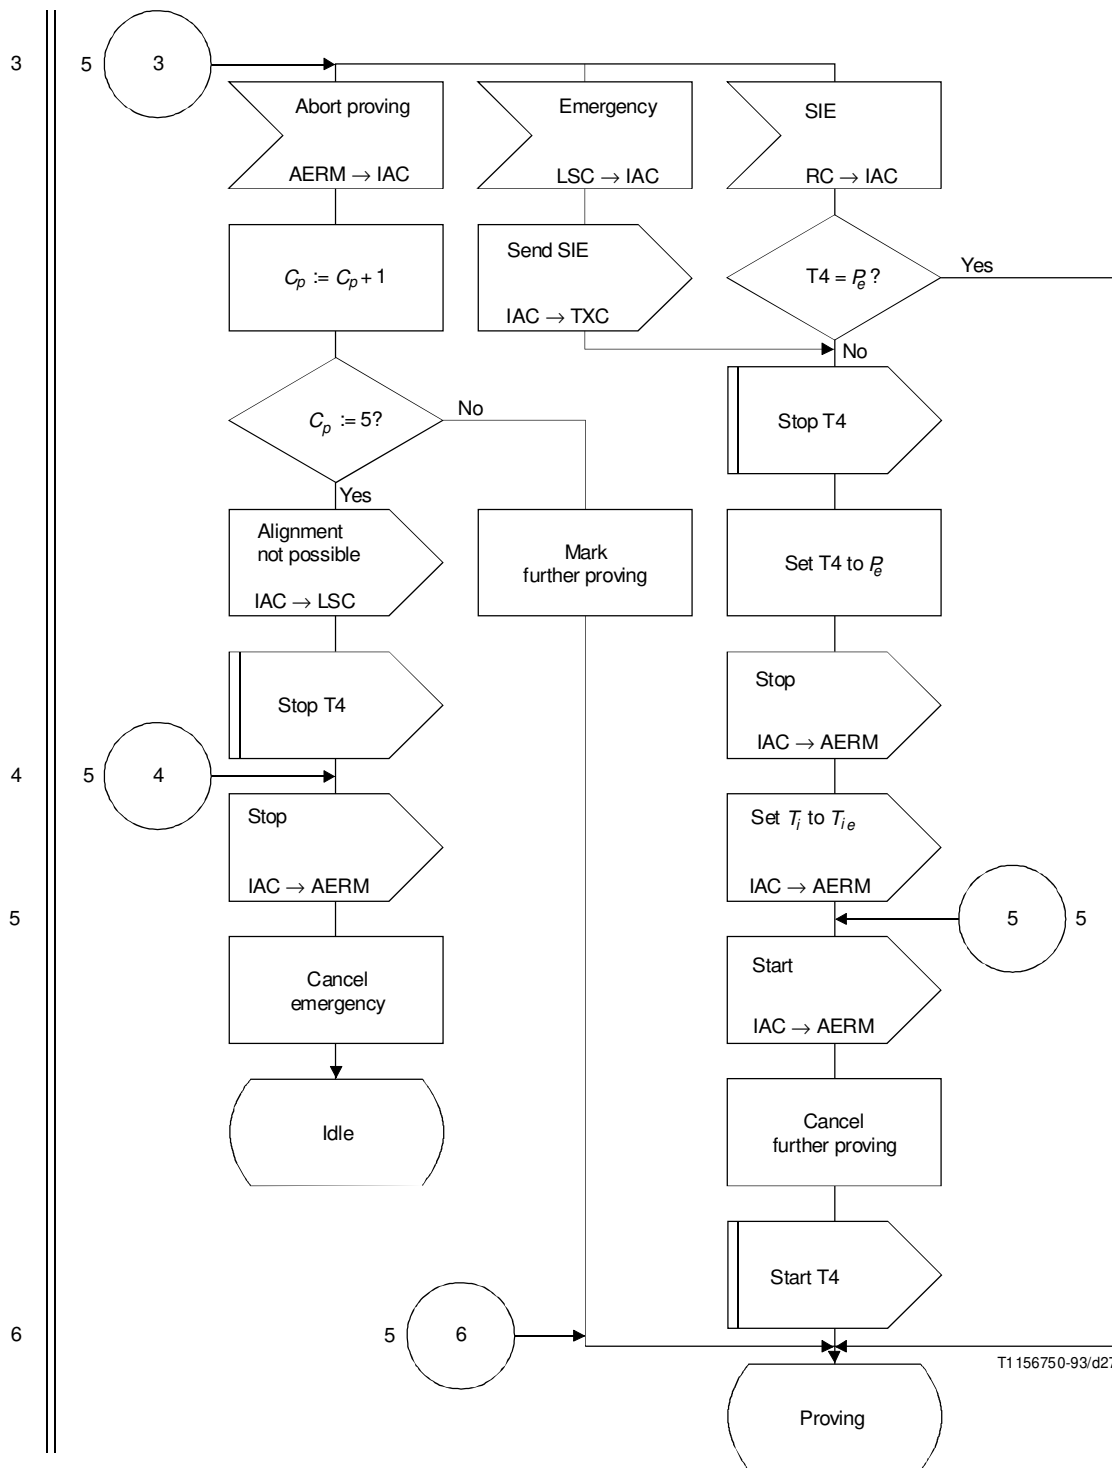 3
5
3
Abort proving
AERM → IAC
Emergency
LSC → IAC
SIE
RC → IAC
Cp := Cp + 1
Send SIE
IAC → TXC
T4 = Pe ?
Yes
No
Cp := 5?
No
Yes
Stop T4
Alignment
not possible
IAC → LSC
Mark
further proving
Set T4 to Pe
Stop T4
Stop
IAC → AERM
4
5
4
Stop
IAC → AERM
Set Ti to Tie
IAC → AERM
5
5
5
Cancel
emergency
Start
IAC → AERM
Idle
Cancel
further proving
Start T4
6
5
6
T1156750-93/d27
Proving